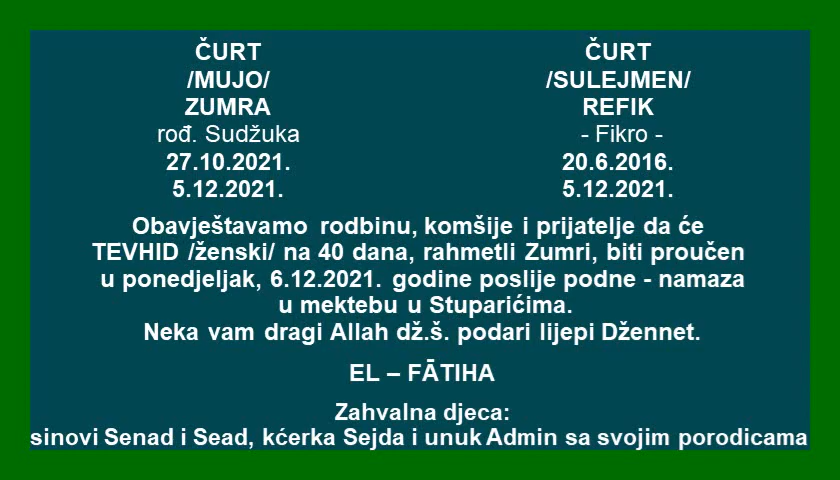 ČURT
/MUJO/
ZUMRA
rođ. Sudžuka
27.10.2021.
5.12.2021.
ČURT
/SULEJMEN/
REFIK
- Fikro -
20.6.2016.
5.12.2021.
Obavještavamo rodbinu, komšije i prijatelje da će
TEVHID /ženski/ na 40 dana, rahmetli Zumri, biti proučen
u ponedjeljak, 6.12.2021. godine poslije podne - namaza
u mektebu u Stuparićima.
Neka vam dragi Allah dž.š. podari lijepi Džennet.
EL – FĀTIHA
Zahvalna djeca:
sinovi Senad i Sead, kćerka Sejda i unuk Admin sa svojim porodicama